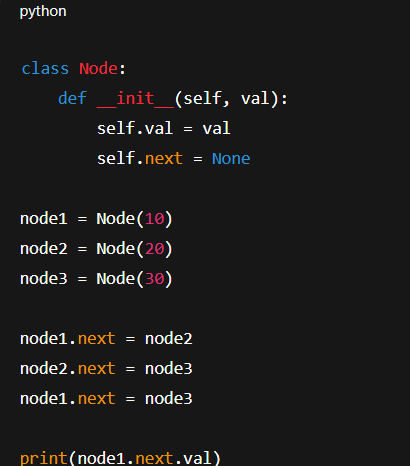 python
class Node:
    def __init__(self, val):
        self.val = val
        self.next = None
node1 = Node(10)
node2 = Node(20)
node3 = Node(30)
node1.next = node2
node2.next = node3
node1.next = node3
print(node1.next.val)